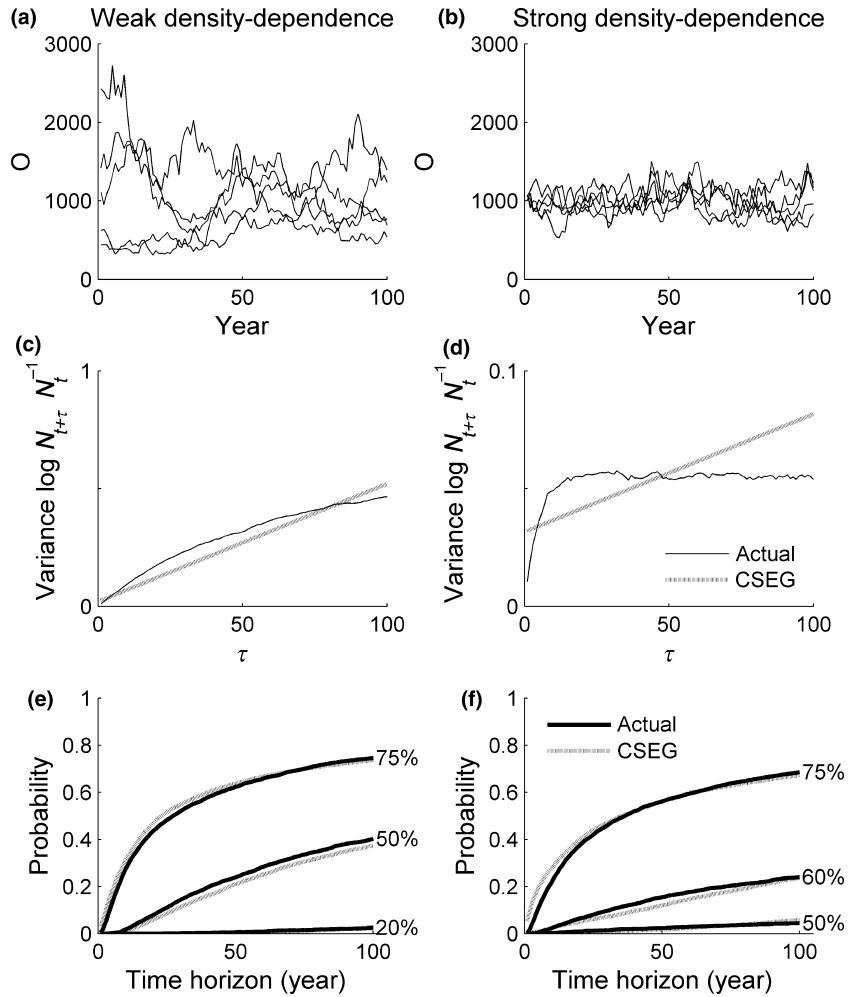 (a) Weak density-dependence
3000
2000
1000
0
O
0 50 100
Year
(b) Strong density-dependence
3000
2000
1000
0
O
0 50 100
Year
(c)
1
0
Variance log N_{t+τ} N_t^{–1}
0 50 100
τ
(d)
0.1
0
Variance log N_{t+τ} N_t^{–1}
Actual
CSEG
0 50 100
τ
(e)
1
0.8
0.6
0.4
0.2
0
Probability
75%
50%
20%
0 50 100
Time horizon (year)
(f)
1
0.8
0.6
0.4
0.2
0
Probability
Actual
CSEG
75%
60%
50%
0 50 100
Time horizon (year)